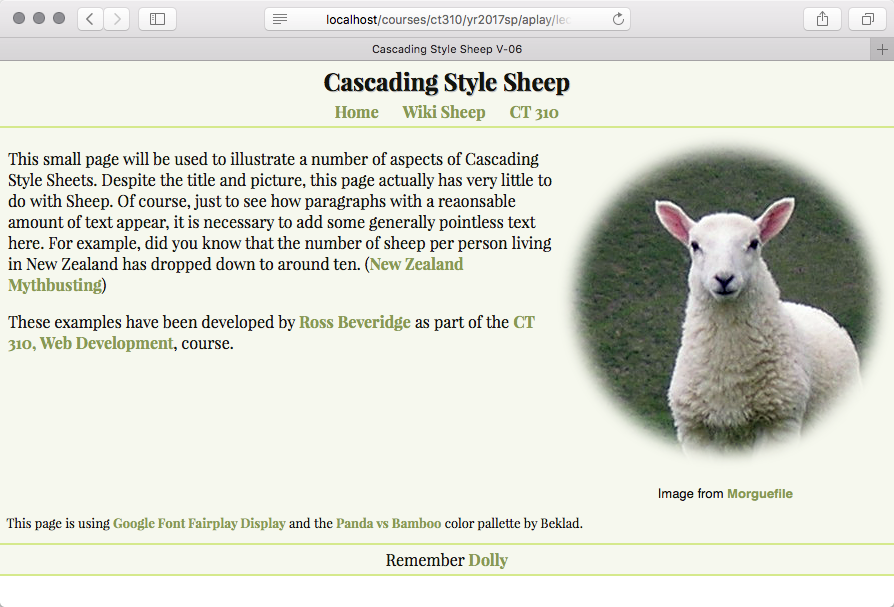 localhost/courses/ct310/yr2017sp/aplay/lec
Cascading Style Sheep V-06
Cascading Style Sheep
Home Wiki Sheep CT 310
This small page will be used to illustrate a number of aspects of Cascading
Style Sheets. Despite the title and picture, this page actually has very little to
do with Sheep. Of course, just to see how paragraphs with a reaonsable
amount of text appear, it is necessary to add some generally pointless text
here. For example, did you know that the number of sheep per person living
in New Zealand has dropped down to around ten. (New Zealand
Mythbusting)
These examples have been developed by Ross Beveridge as part of the CT
310, Web Development, course.
Image from Morguefile
This page is using Google Font Fairplay Display and the Panda vs Bamboo color pallette by Beklad.
Remember Dolly